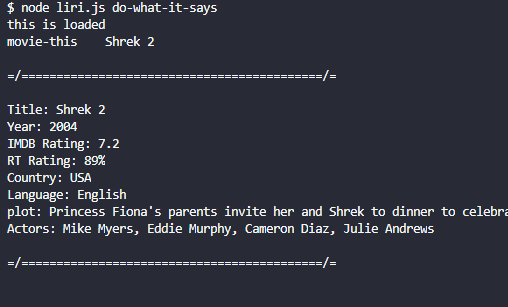 $ node liri.js do-what-it-says
this is loaded
movie-this    Shrek 2
=/===========================================/=
Title: Shrek 2
Year: 2004
IMDB Rating: 7.2
RT Rating: 89%
Country: USA
Language: English
plot: Princess Fiona's parents invite her and Shrek to dinner to celebra
Actors: Mike Myers, Eddie Murphy, Cameron Diaz, Julie Andrews
=/===========================================/=